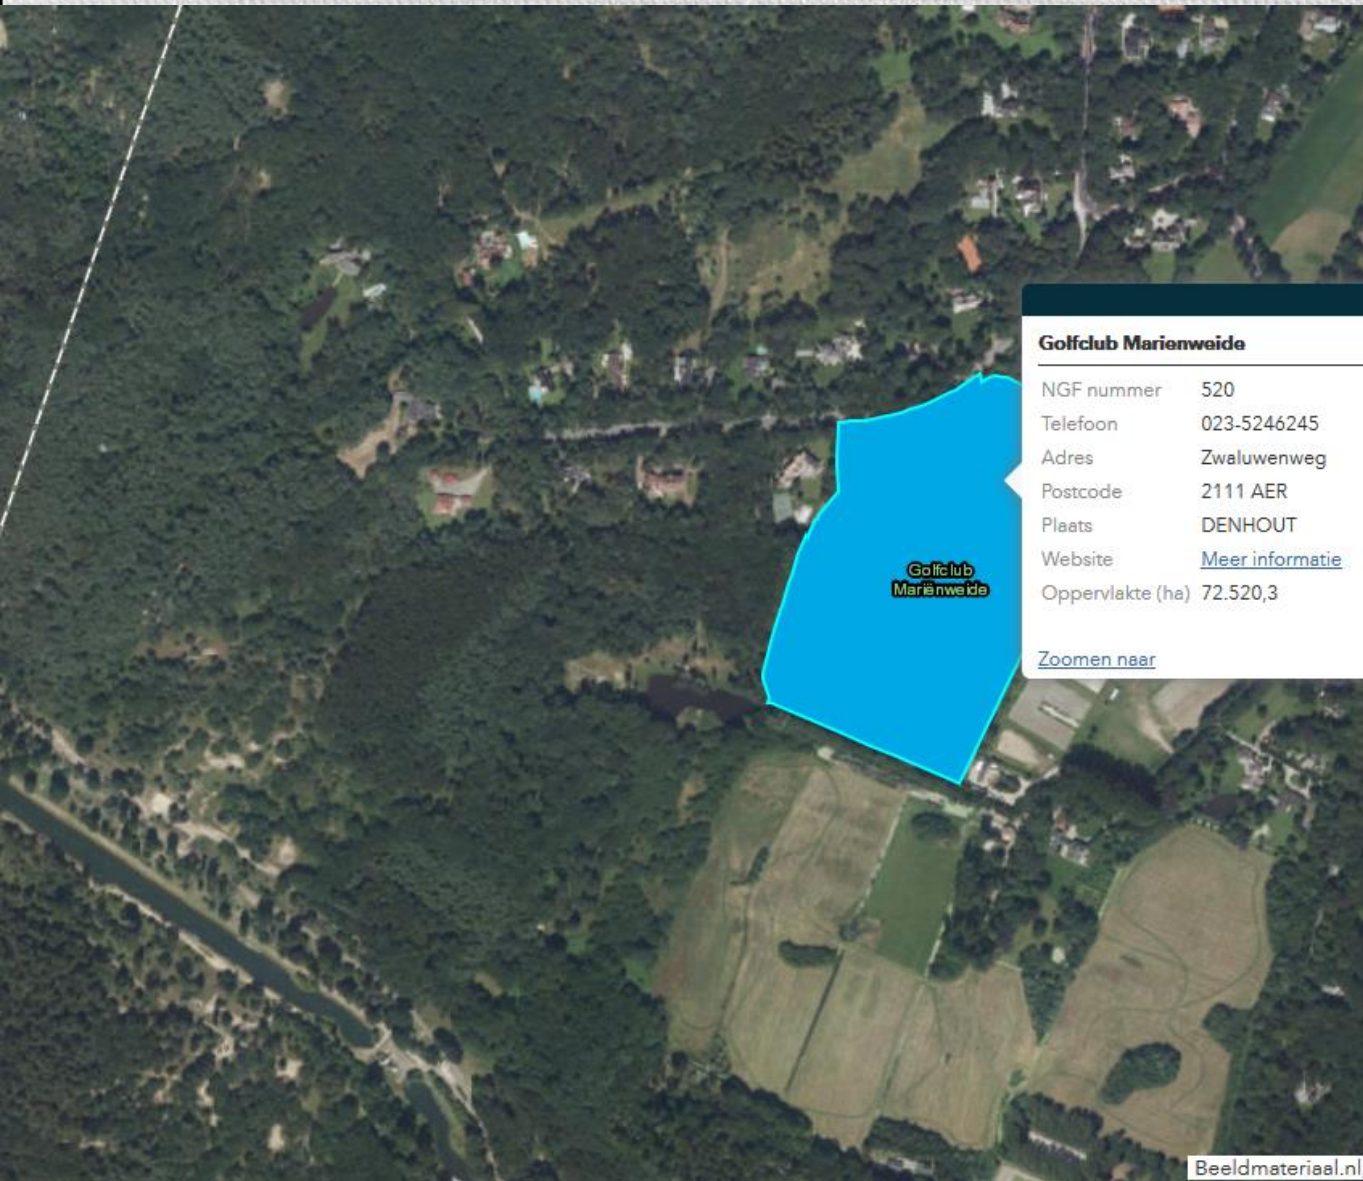 Golfclub Marienweide
NGF nummer 520
Telefoon 023-5246245
Adres Zwaluwenweg
Postcode 2111 AER
Plaats DENHOUT
Website Meer informatie
Oppervlakte (ha) 72.520,3
Zoomen naar
Golfclub
Mariënweide
Beeldmateriaal.nl